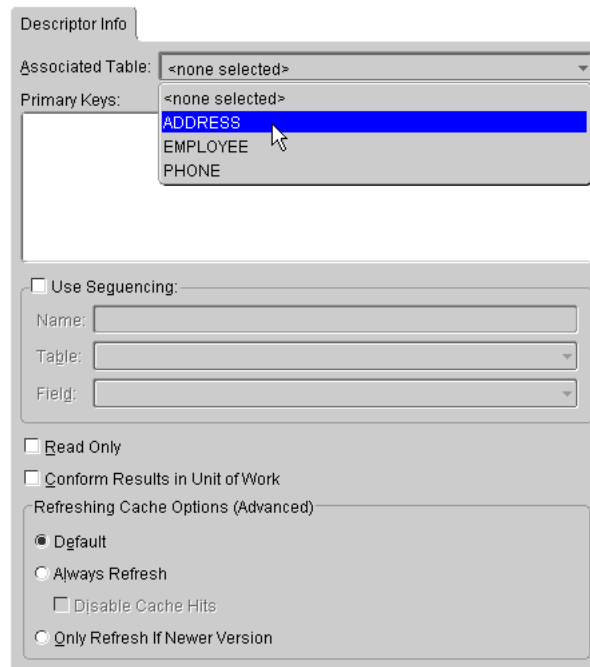 Descriptor Info
Associated Table: <none selected>
Primary Keys: <none selected>
ADDRESS
EMPLOYEE
PHONE
Use Sequencing:
Name:
Table:
Field:
Read Only
Conform Results in Unit of Work
Refreshing Cache Options (Advanced)
Default
Always Refresh
Disable Cache Hits
Only Refresh If Newer Version